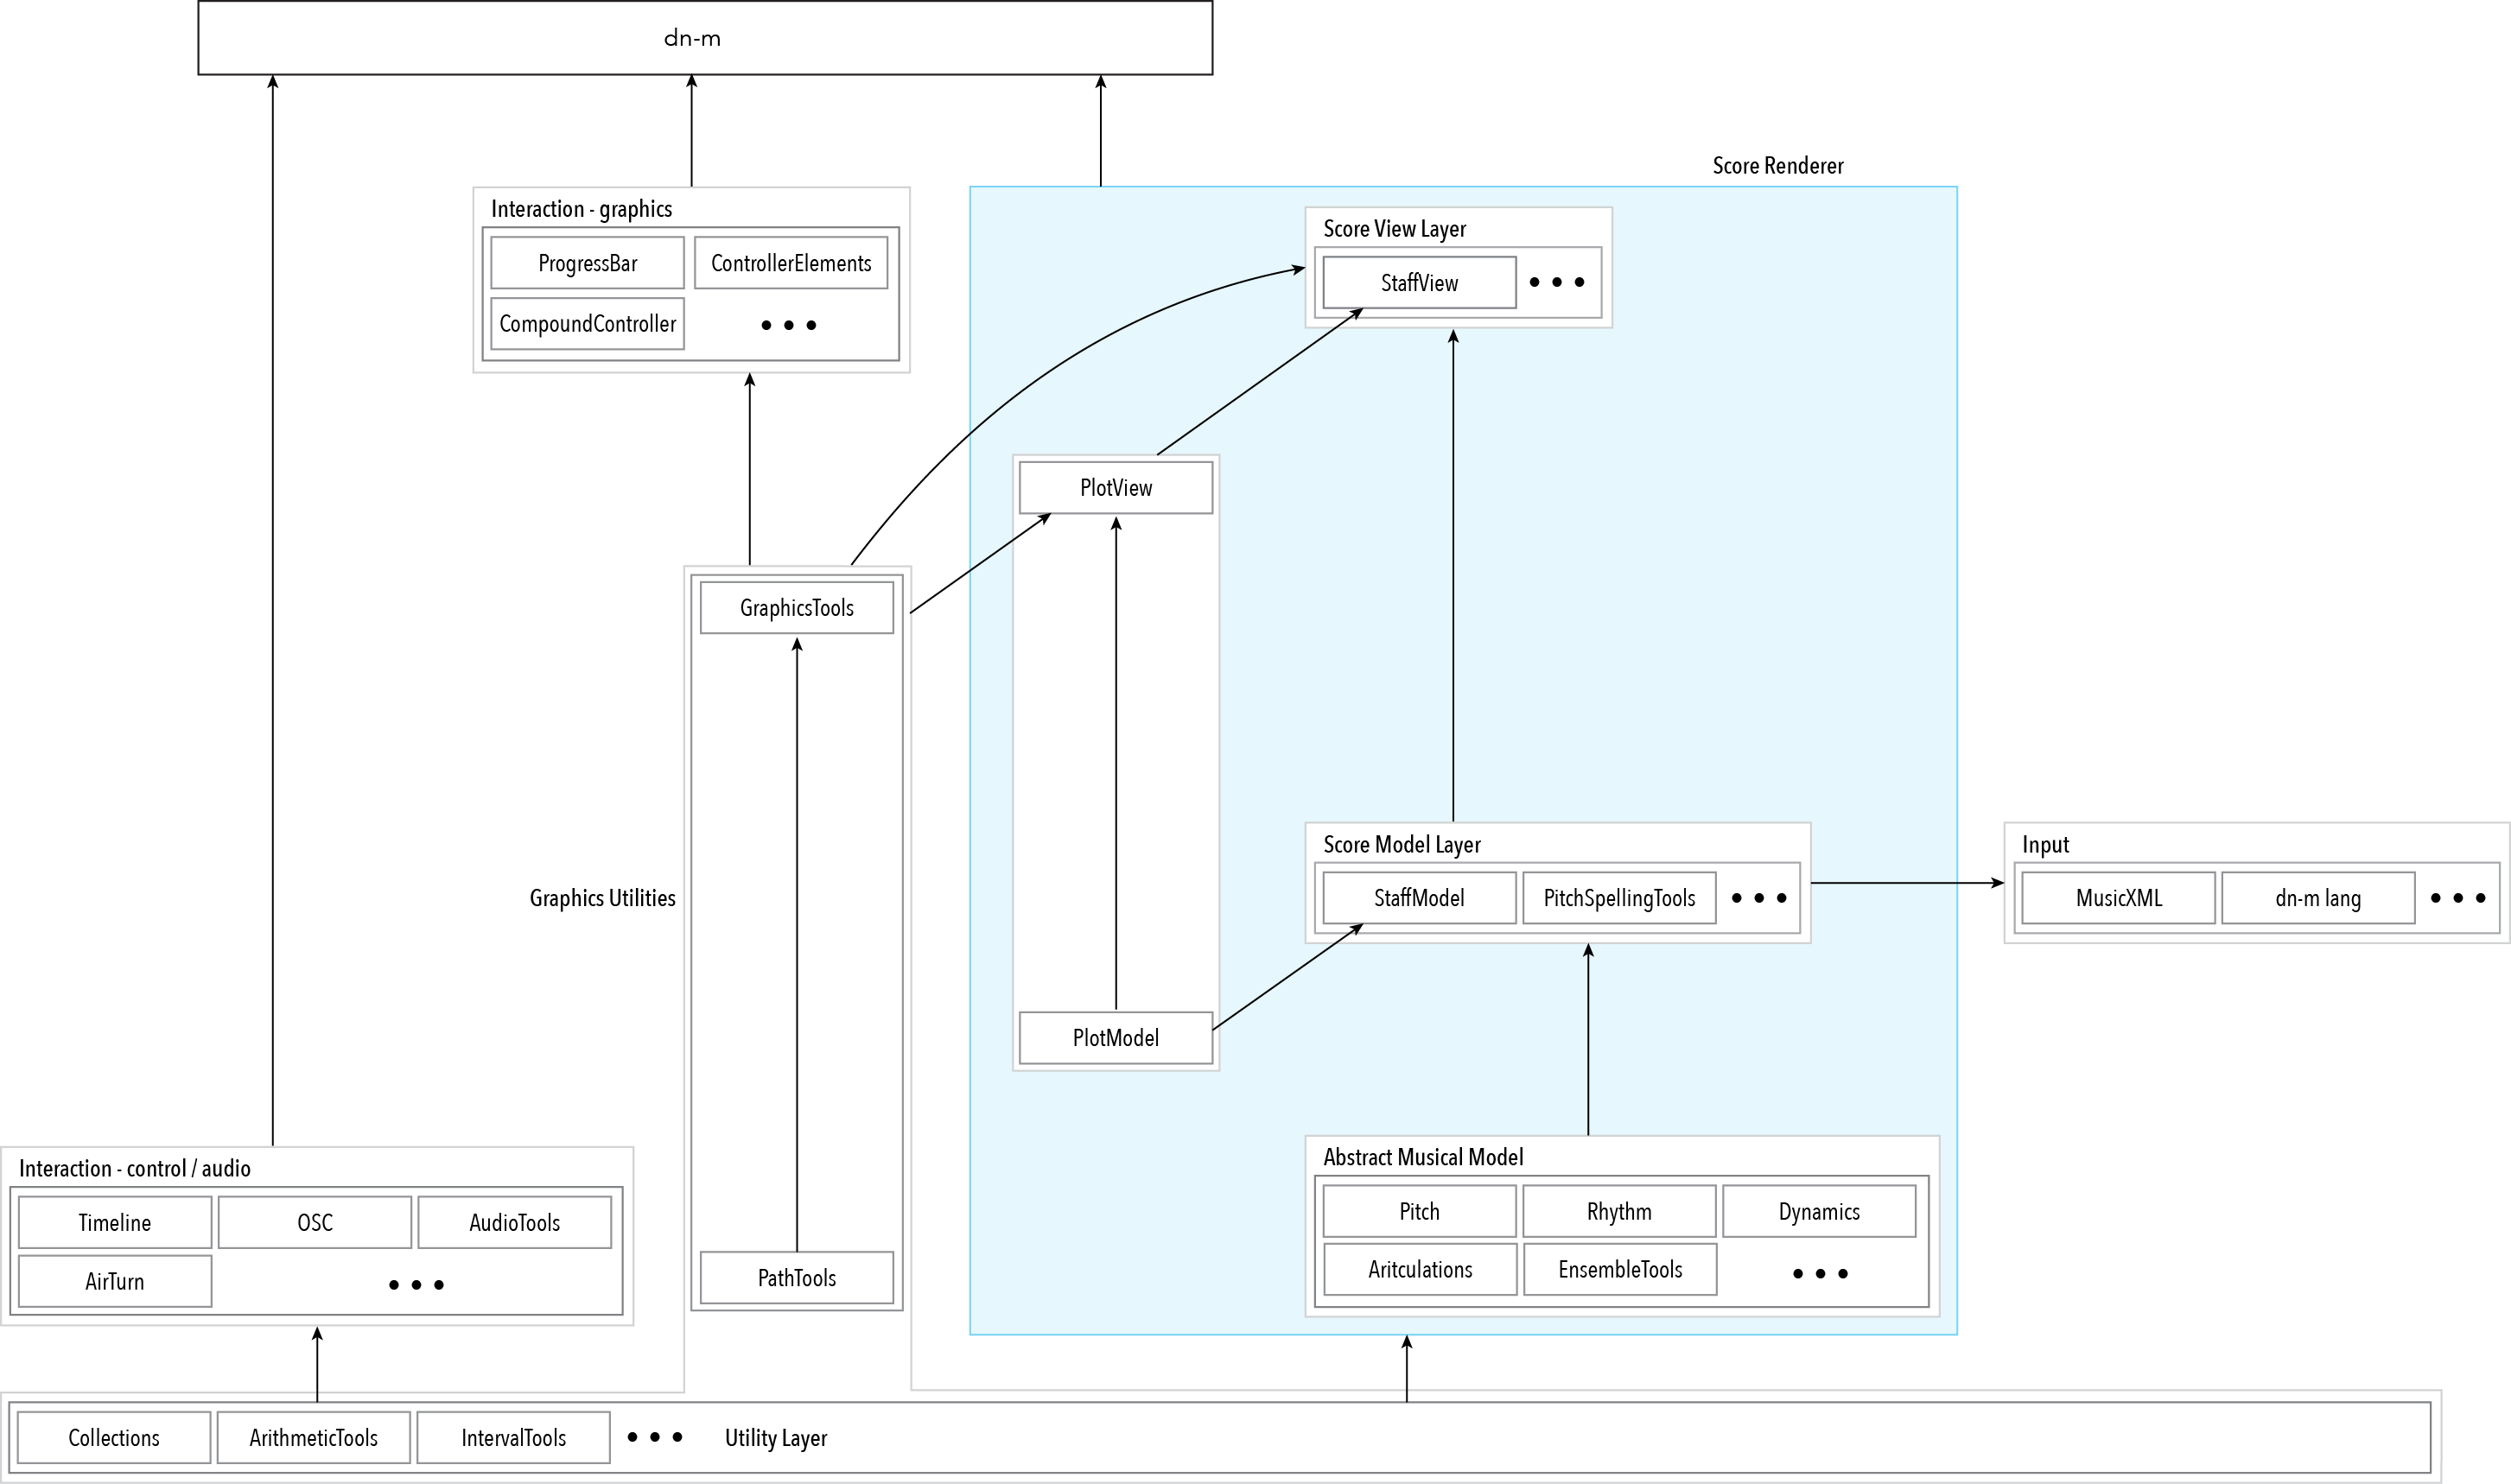 dn-m
Score Renderer
Interaction - graphics
ProgressBar
ControllerElements
CompoundController
Score View Layer
StaffView
PlotView
GraphicsTools
Graphics Utilities
Score Model Layer
StaffModel
PitchSpellingTools
Input
MusicXML
dn-m lang
PlotModel
Interaction - control / audio
Timeline
OSC
AudioTools
AirTurn
PathTools
Abstract Musical Model
Pitch
Rhythm
Dynamics
Aritculations
EnsembleTools
Collections
ArithmeticTools
IntervalTools
Utility Layer